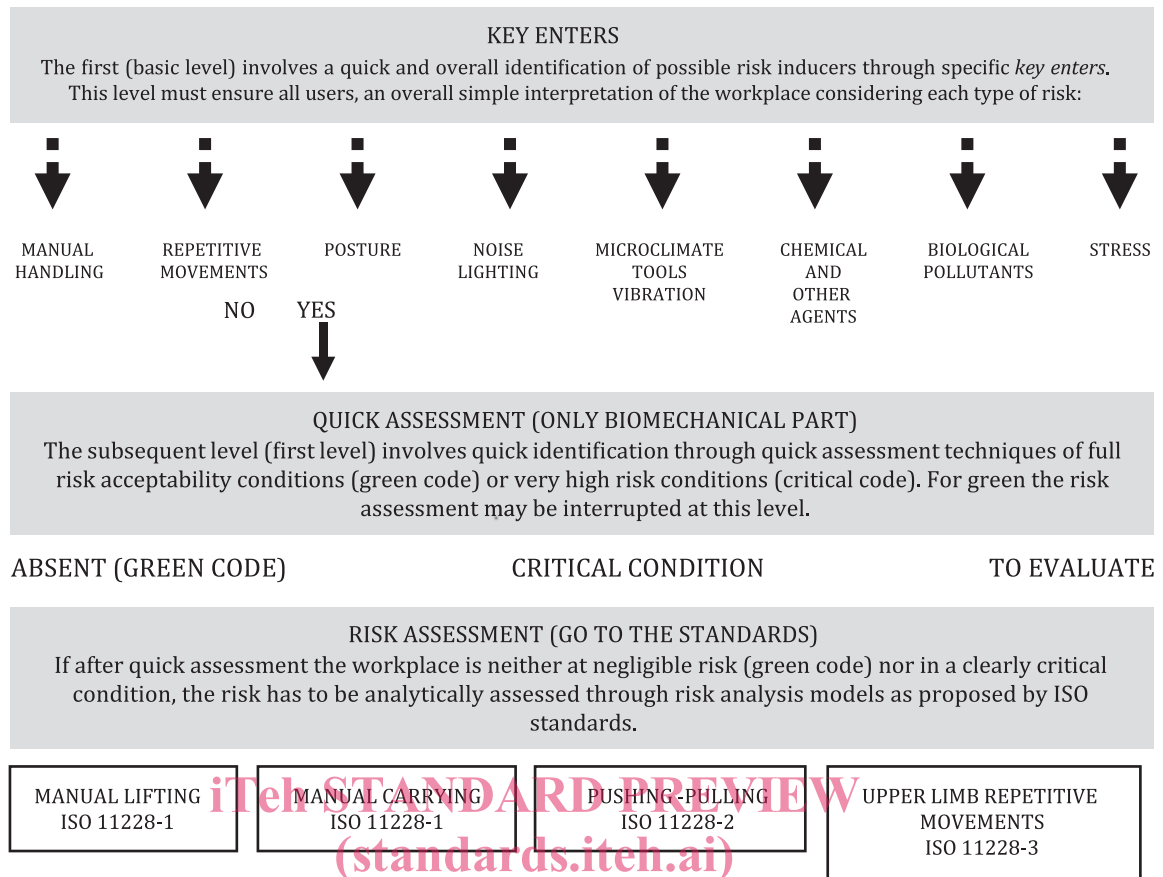 KEY ENTERS
The first (basic level) involves a quick and overall identification of possible risk inducers through specific key enters.
This level must ensure all users, an overall simple interpretation of the workplace considering each type of risk:
MANUAL
HANDLING
REPETITIVE
MOVEMENTS
POSTURE
NOISE
LIGHTING
MICROCLIMATE
TOOLS
VIBRATION
CHEMICAL
AND
OTHER
AGENTS
BIOLOGICAL
POLLUTANTS
STRESS
NO YES
QUICK ASSESSMENT (ONLY BIOMECHANICAL PART)
The subsequent level (first level) involves quick identification through quick assessment techniques of full
risk acceptability conditions (green code) or very high risk conditions (critical code). For green the risk
assessment may be interrupted at this level.
ABSENT (GREEN CODE) CRITICAL CONDITION TO EVALUATE
RISK ASSESSMENT (GO TO THE STANDARDS)
If after quick assessment the workplace is neither at negligible risk (green code) nor in a clearly critical
condition, the risk has to be analytically assessed through risk analysis models as proposed by ISO
standards.
MANUAL LIFTING
ISO 11228-1
MANUAL CARRYING
ISO 11228-1
PUSHING-PULLING
ISO 11228-2
UPPER LIMB REPETITIVE
MOVEMENTS
ISO 11228-3
iTeh STANDARD PREVIEW
(standards.iteh.ai)